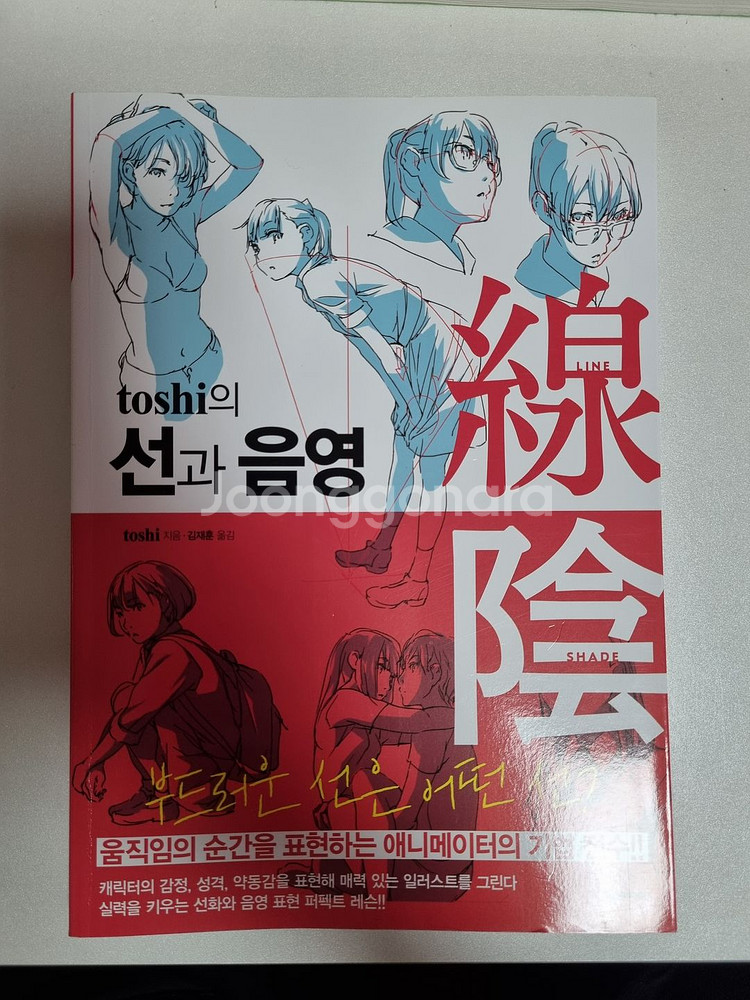 線
LINE
toshi의
선과 음영
Joonggonara
toshi 지음·김재훈 옮김
陰
SHADE
부드러운 선은 어떤 선?
움직임의 순간을 표현하는 애니메이터의
캐릭터의 감정, 성격, 약동감을 표현해 매력 있는 일러스트를 그린다
실력을 키우는 선화와 음영 표현 퍼펙트 레슨!!